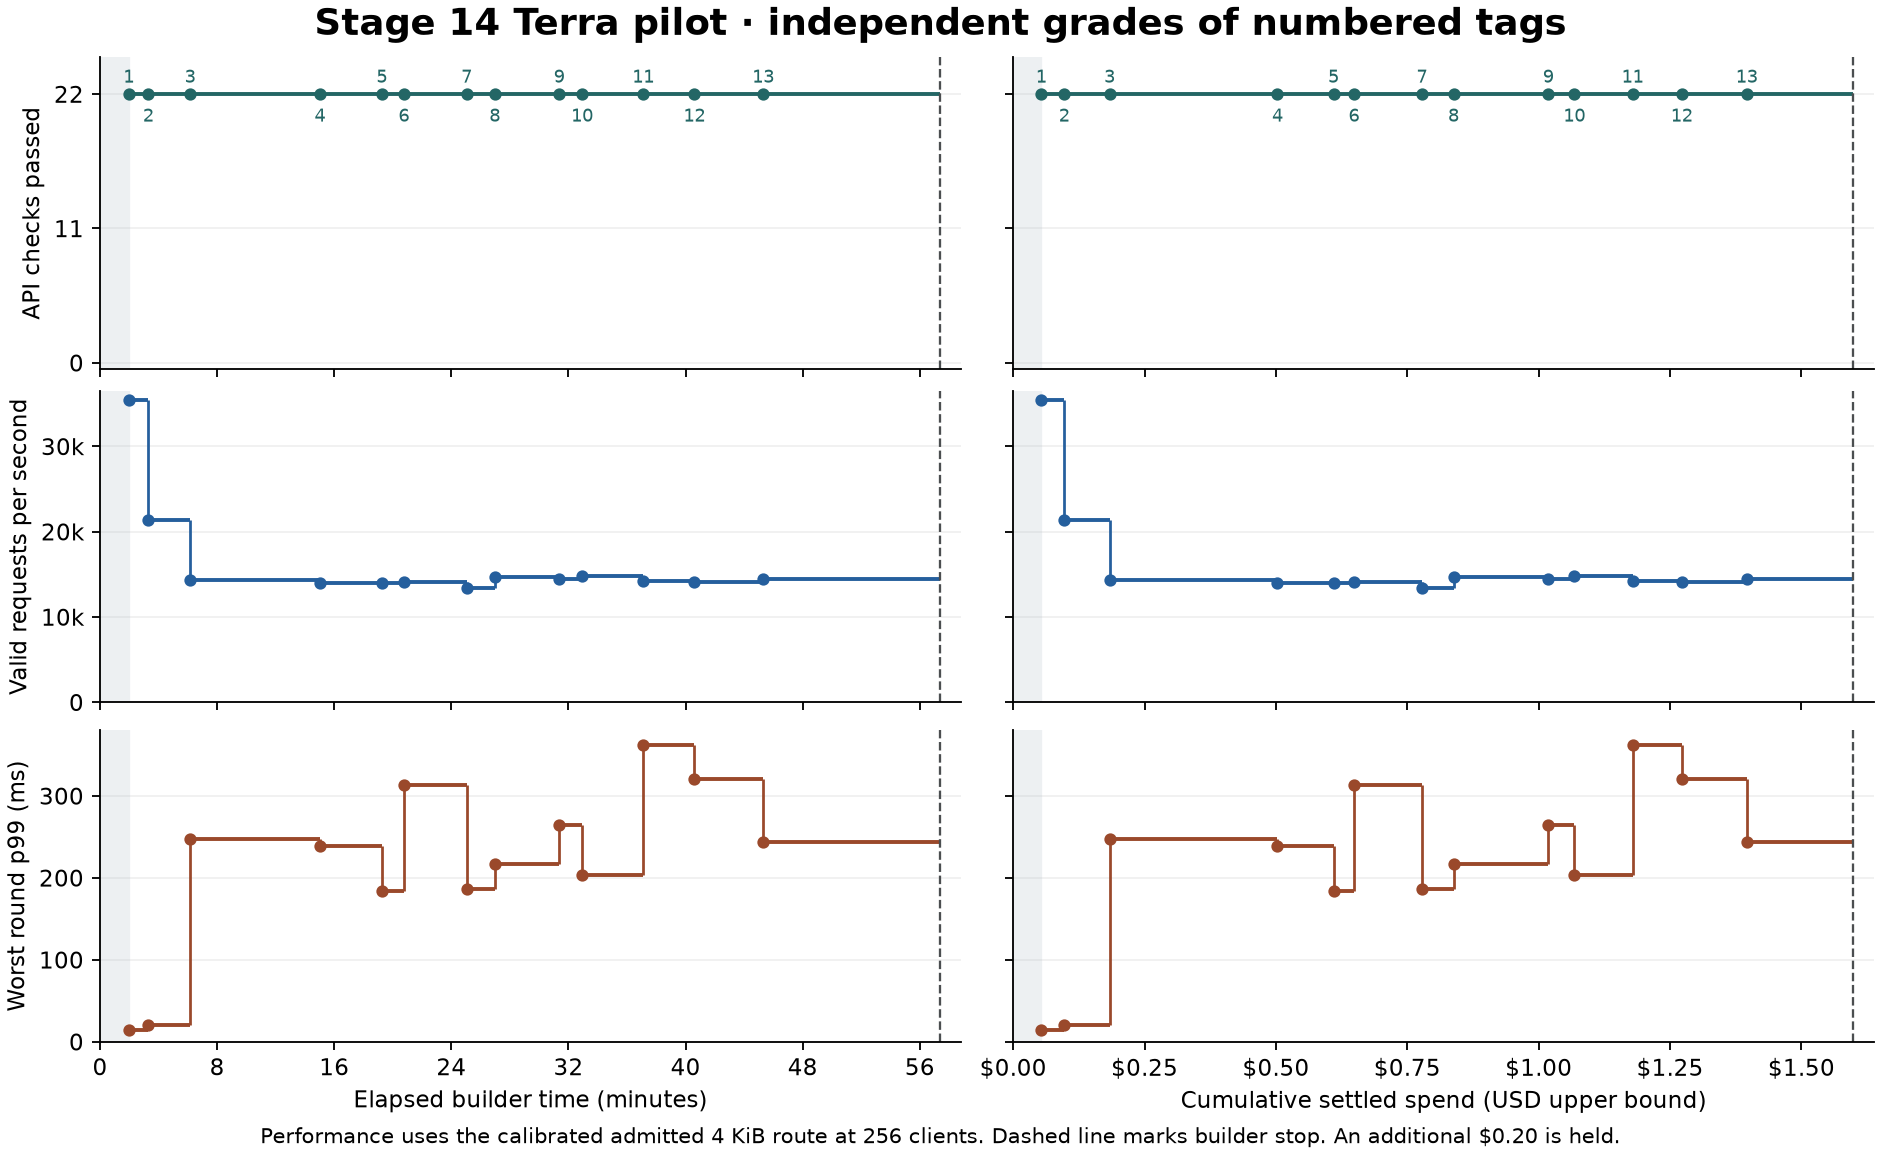 Stage 14 Terra pilot · independent grades of numbered tags
API checks passed
22
11
0
1 3 5 7 9 11 13
2 4 6 8 10 12
1 3 5 7 9 11 13
2 4 6 8 10 12
Valid requests per second
30k
20k
10k
0
Worst round p99 (ms)
300
200
100
0
0 8 16 24 32 40 48 56
$0.00 $0.25 $0.50 $0.75 $1.00 $1.25 $1.50
Elapsed builder time (minutes)
Cumulative settled spend (USD upper bound)
Performance uses the calibrated admitted 4 KiB route at 256 clients. Dashed line marks builder stop. An additional $0.20 is held.